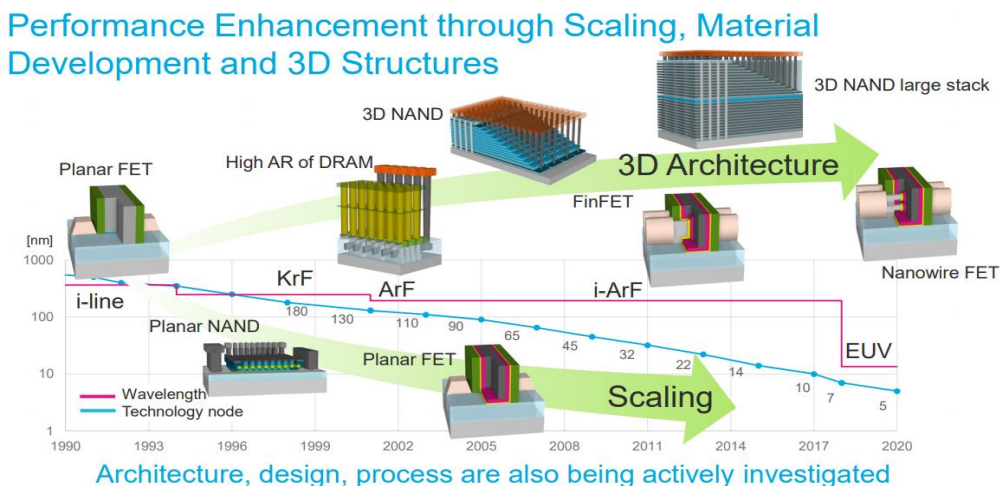 Performance Enhancement through Scaling, Material
Development and 3D Structures
3D NAND
3D NAND large stack
Planar FET
High AR of DRAM
3D Architecture
FinFET
Nanowire FET
[nm]
1000
100
10
1
i-line
KrF
ArF
i-ArF
EUV
180
130
110
90
65
45
32
22
14
10
7
5
Planar NAND
Planar FET
Scaling
Wavelength
Technology node
1990 1993 1996 1999 2002 2005 2008 2011 2014 2017 2020
Architecture, design, process are also being actively investigated